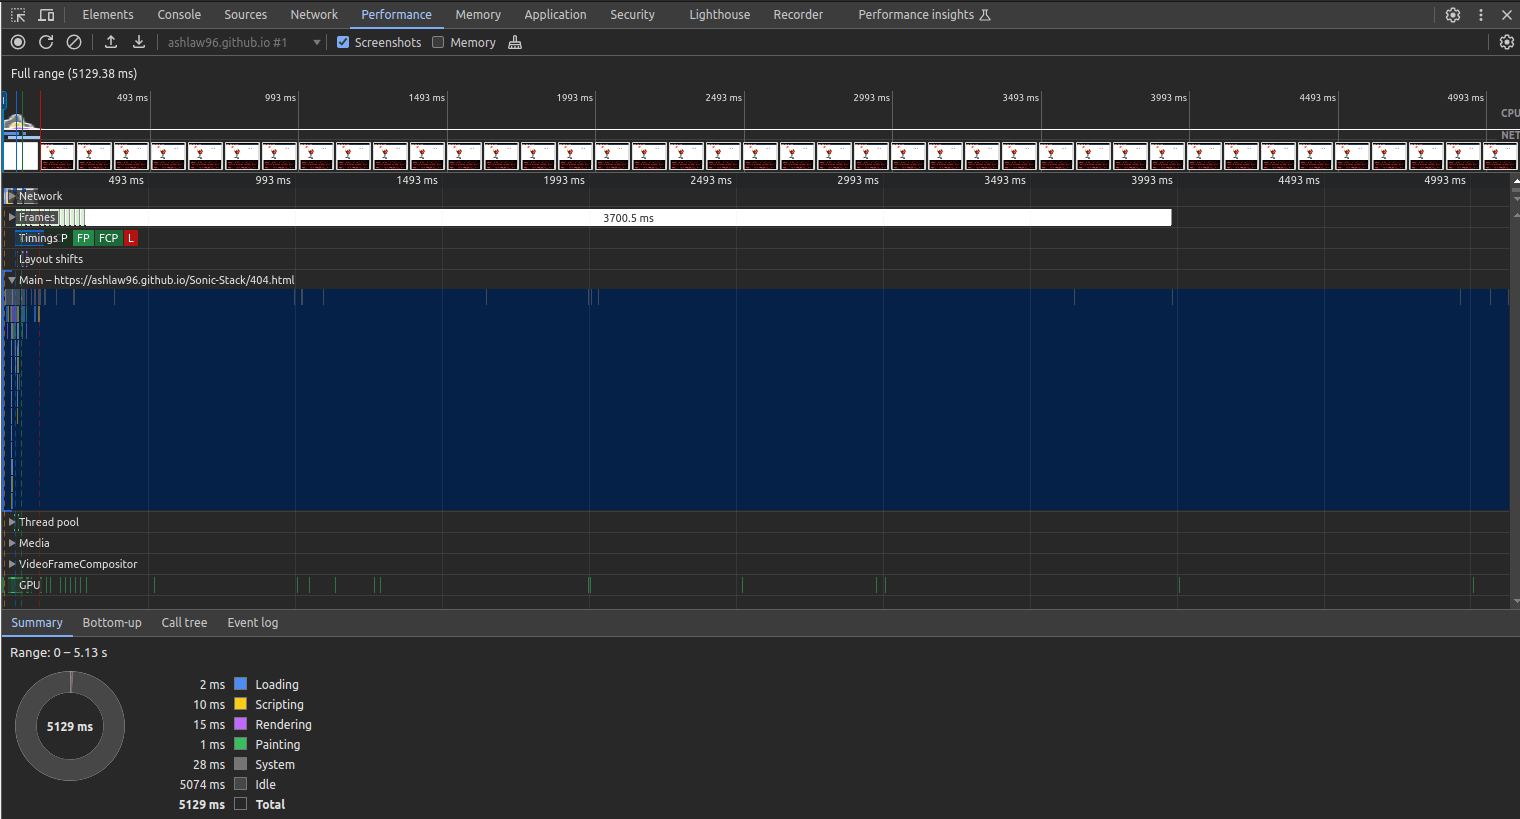 Elements Console Sources Network Performance Memory Application Security Lighthouse Recorder Performance insights
ashlaw96.github.io #1 Screenshots Memory
Full range (5129.38 ms)
493 ms 993 ms 1493 ms 1993 ms 2493 ms 2993 ms 3493 ms 3993 ms 4493 ms 4993 ms
CPU
NET
493 ms 993 ms 1493 ms 1993 ms 2493 ms 2993 ms 3493 ms 3993 ms 4493 ms 4993 ms
Network
Frames 3700.5 ms
Timings P FP FCP L
Layout shifts
Main – https://ashlaw96.github.io/Sonic-Stack/404.html
Thread pool
Media
VideoFrameCompositor
GPU
Summary Bottom-up Call tree Event log
Range: 0 – 5.13 s
5129 ms
2 ms Loading
10 ms Scripting
15 ms Rendering
1 ms Painting
28 ms System
5074 ms Idle
5129 ms Total